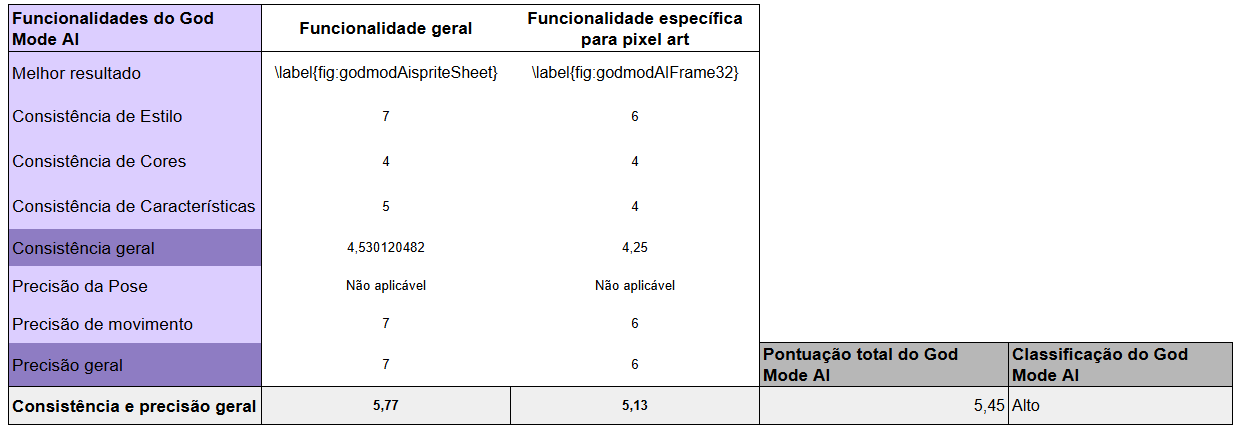 Funcionalidades do God Mode AI	Funcionalidade geral	Funcionalidade específica para pixel art
Melhor resultado	\label{fig:godmodAispriteSheet}	\label{fig:godmodAIFrame32}
Consistência de Estilo	7	6
Consistência de Cores	4	4
Consistência de Características	5	4
Consistência geral	4,530120482	4,25
Precisão da Pose	Não aplicável	Não aplicável
Precisão de movimento	7	6
Precisão geral	7	6	Pontuação total do God Mode AI	Classificação do God Mode AI
Consistência e precisão geral	5,77	5,13	5,45	Alto